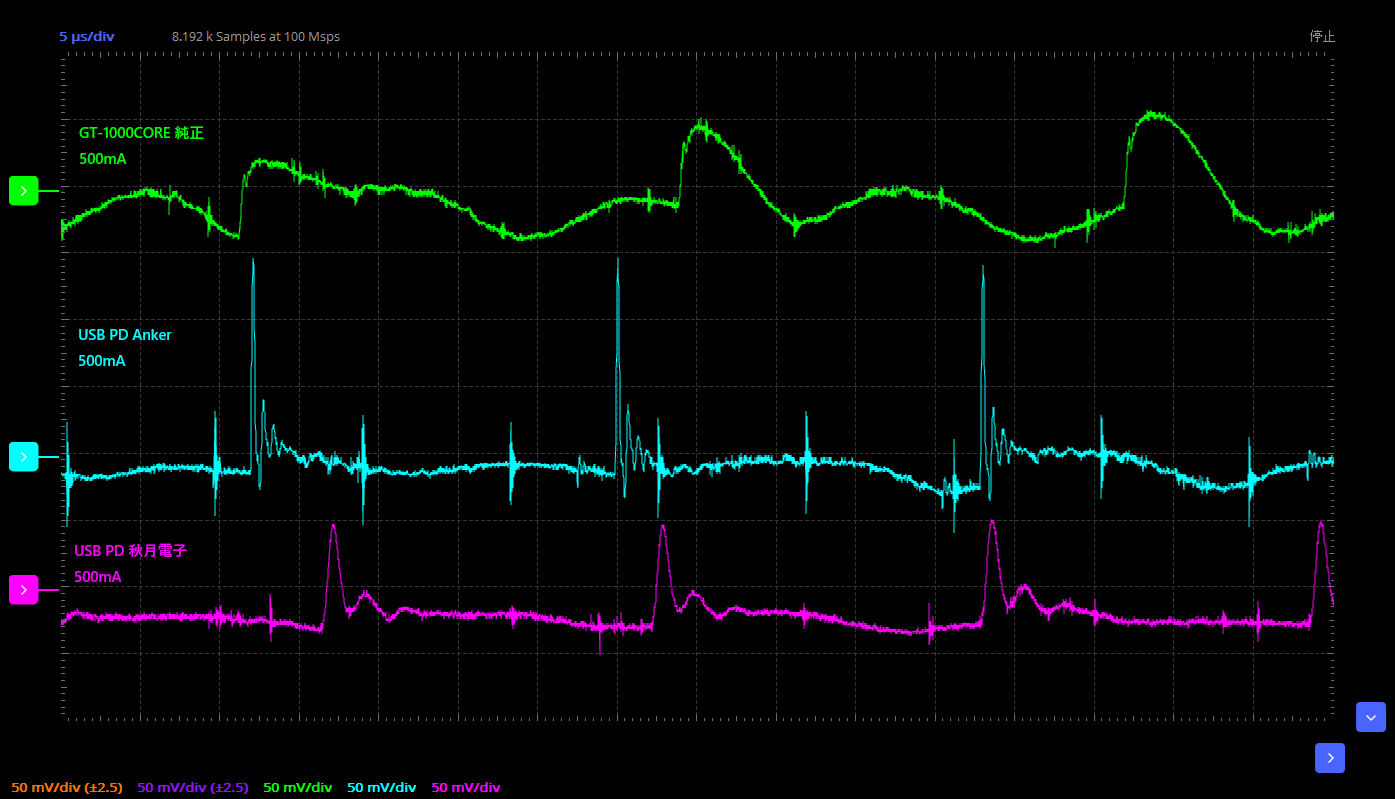 5 µs/div
8.192 k Samples at 100 Msps
停止
GT-1000CORE 純正
500mA
USB PD Anker
500mA
USB PD 秋月電子
500mA
50 mV/div (±2.5)
50 mV/div (±2.5)
50 mV/div
50 mV/div
50 mV/div